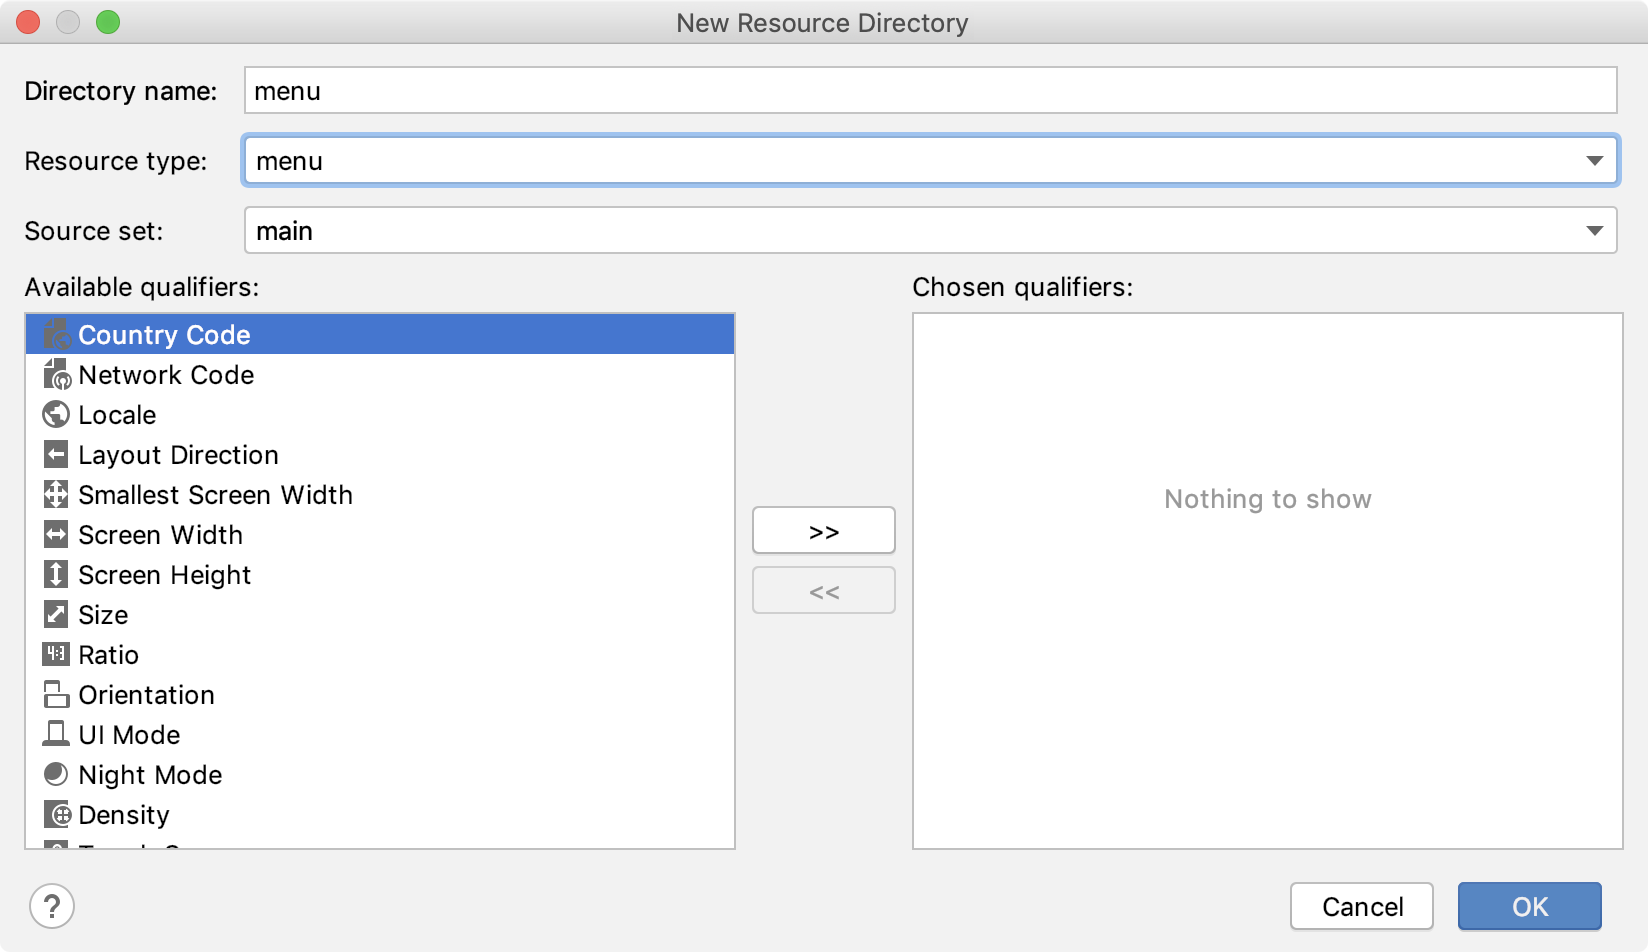 New Resource Directory
Directory name: menu
Resource type: menu
Source set: main
Available qualifiers:
Chosen qualifiers:
Country Code
Network Code
Locale
Layout Direction
Smallest Screen Width
Screen Width
Screen Height
Size
4:3 Ratio
Orientation
UI Mode
Night Mode
Density
>>
<<
Nothing to show
?
Cancel
OK